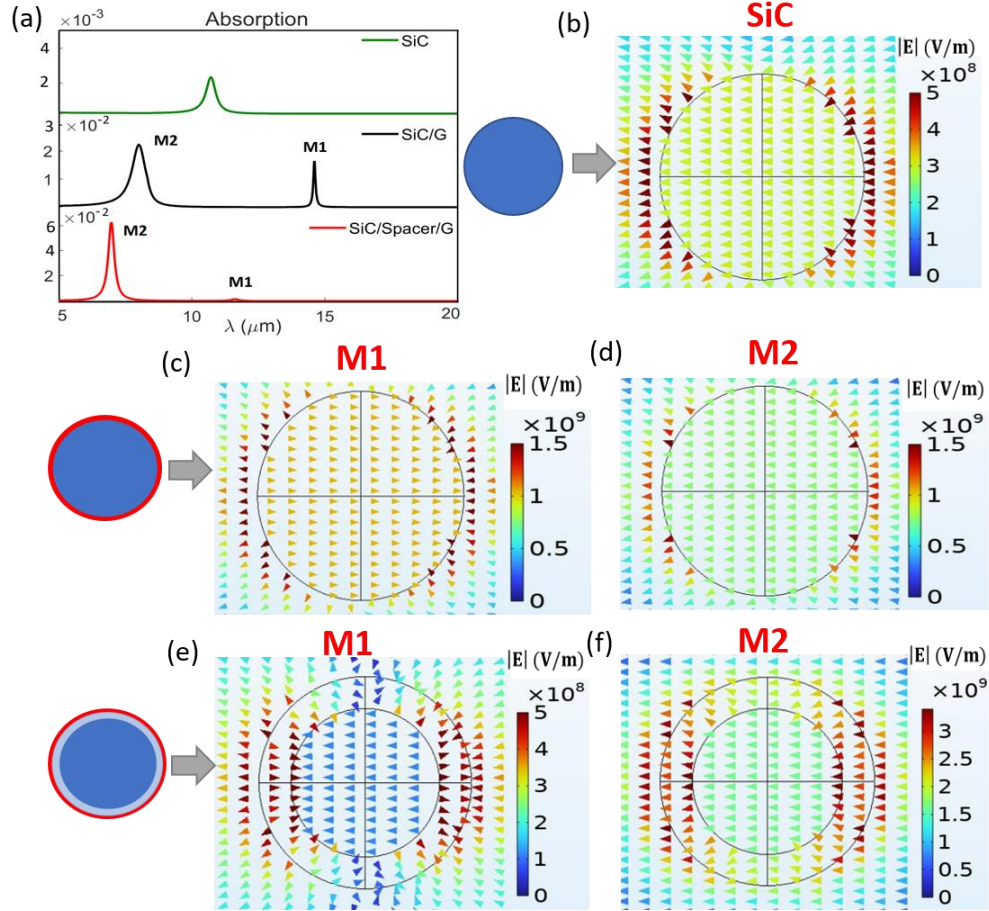 (a)
Absorption
×10⁻³
4
2
SiC
3
×10⁻²
2
1
M2
M1
SiC/G
×10⁻²
6
4
2
M2
M1
SiC/Spacer/G
5 10 15 20
λ (μm)
(b)
SiC
|E| (V/m)
×10⁸
5
4
3
2
1
0
(c)
M1
|E| (V/m)
×10⁹
1.5
1
0.5
0
(d)
M2
|E| (V/m)
×10⁹
1.5
1
0.5
0
(e)
M1
|E| (V/m)
×10⁸
5
4
3
2
1
0
(f)
M2
|E| (V/m)
×10⁹
3
2.5
2
1.5
1
0.5
0